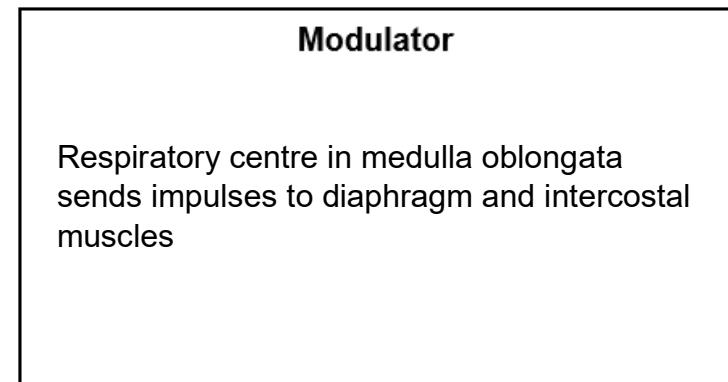 Modulator
Respiratory centre in medulla oblongata
sends impulses to diaphragm and intercostal
muscles